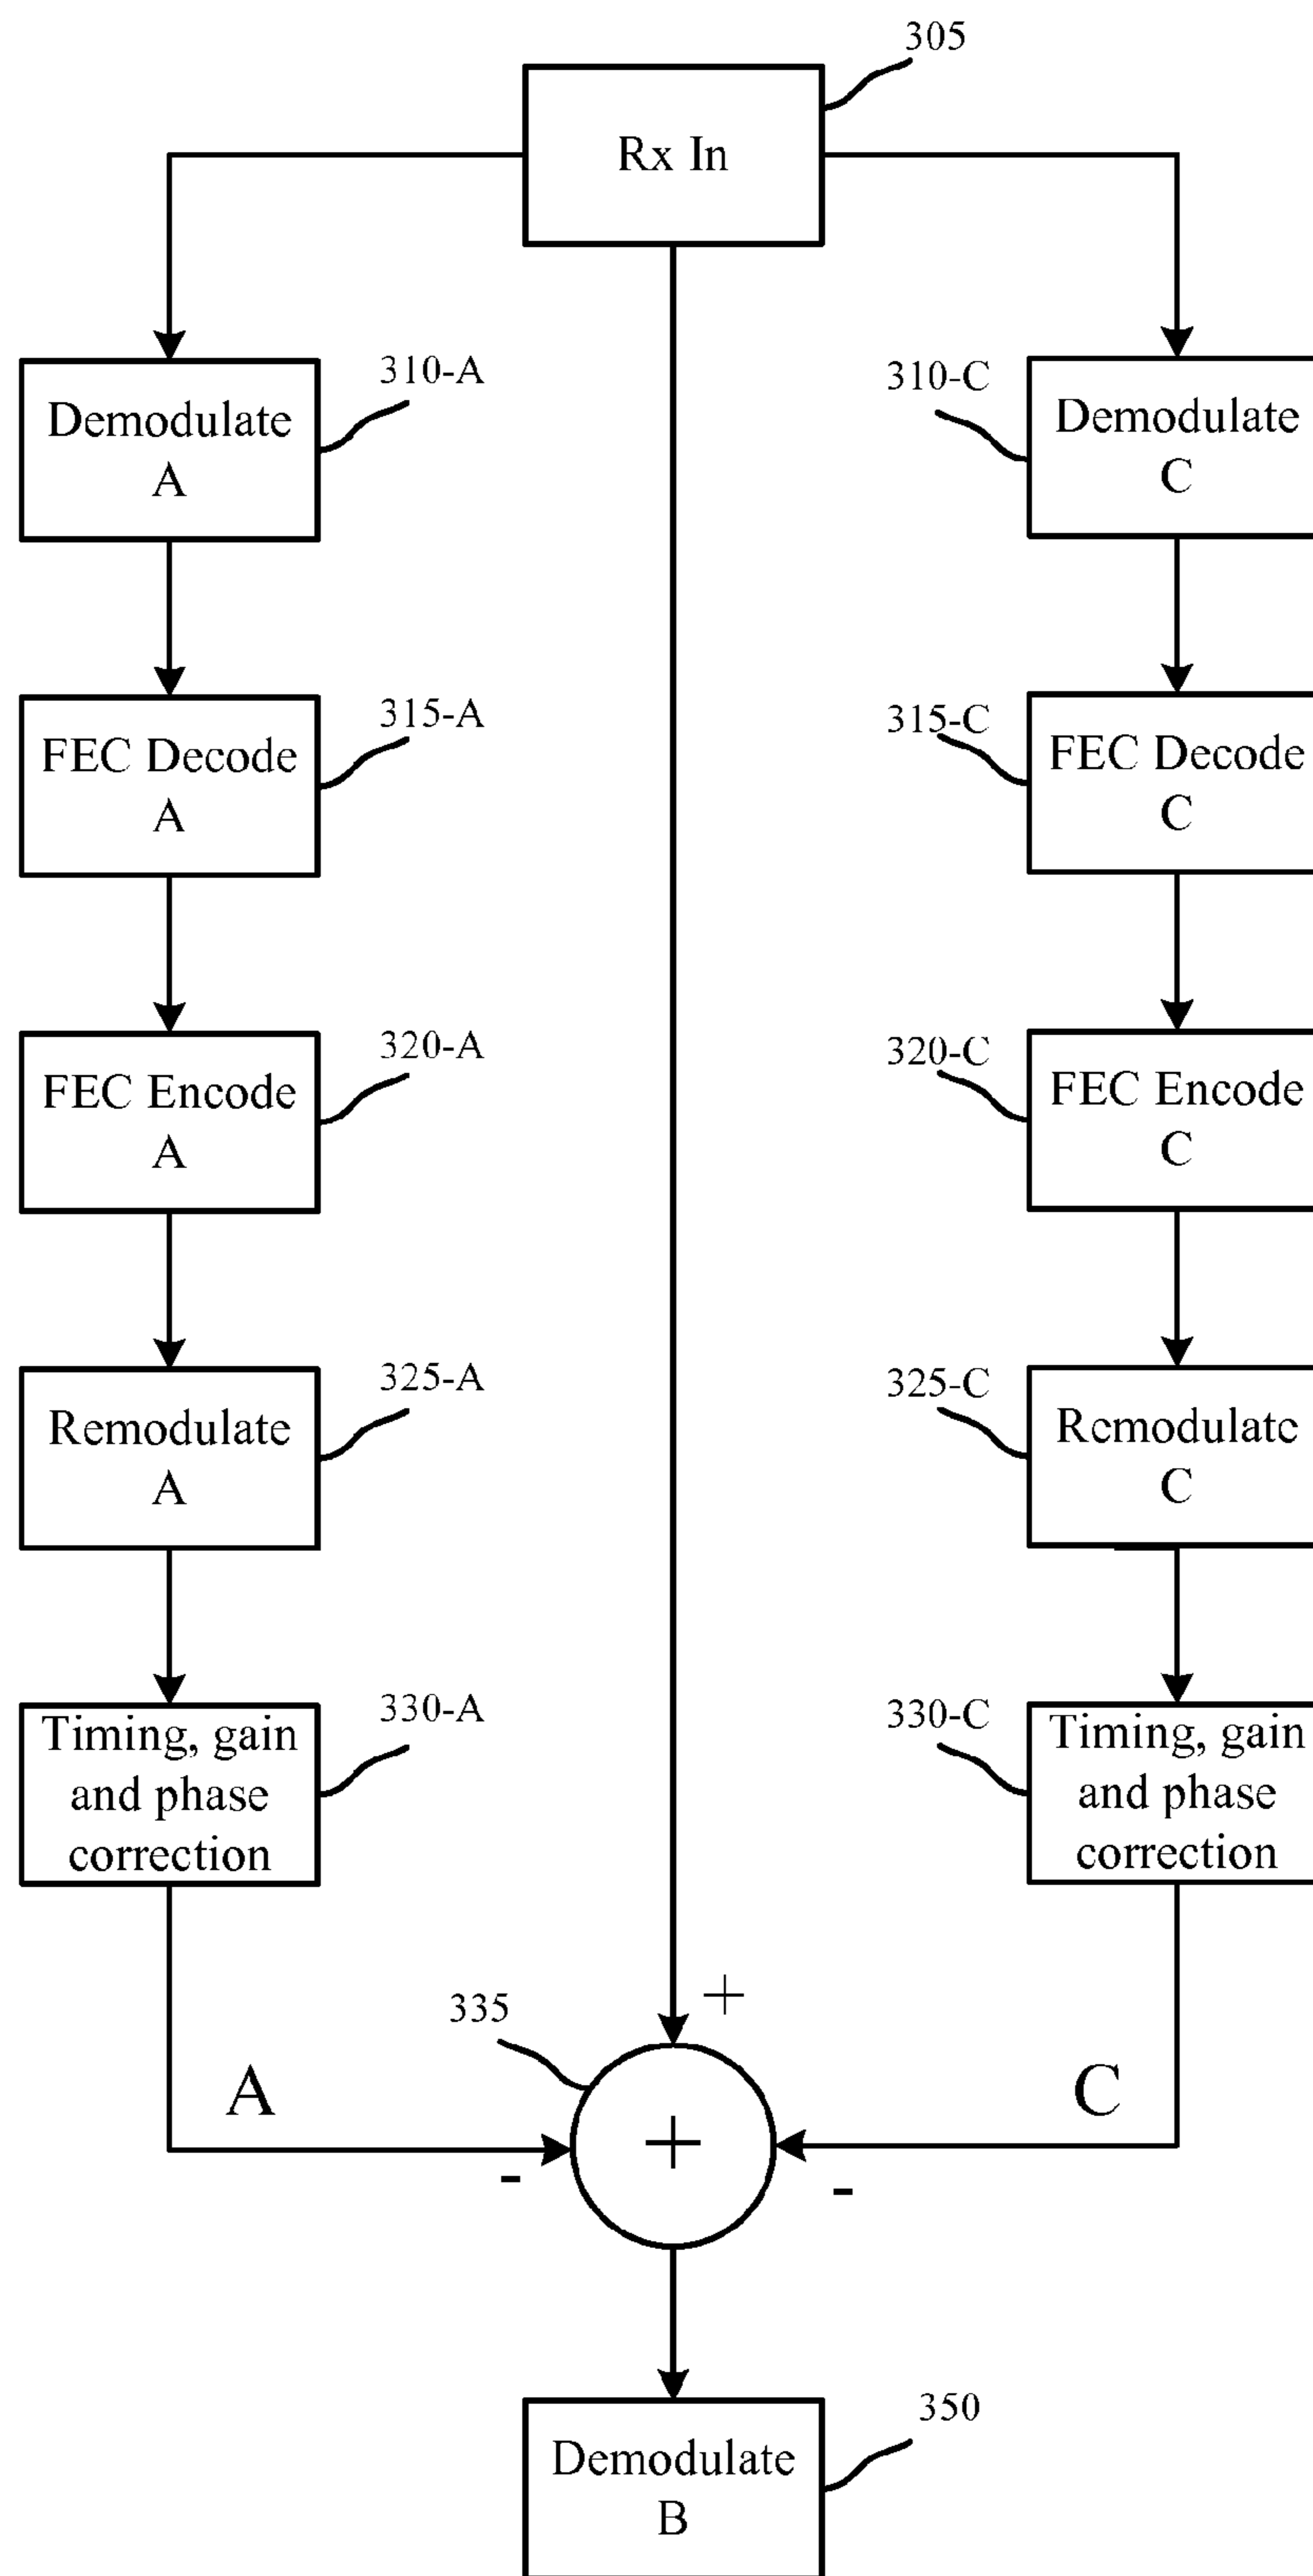 305
Rx In
310-A
310-C
Demodulate
A
Demodulate
C
315-A
315-C
FEC Decode
A
FEC Decode
C
320-A
320-C
FEC Encode
A
FEC Encode
C
325-A
325-C
Remodulate
A
Remodulate
C
330-A
330-C
Timing, gain
and phase
correction
Timing, gain
and phase
correction
335
+
A
C
+
-
-
350
Demodulate
B